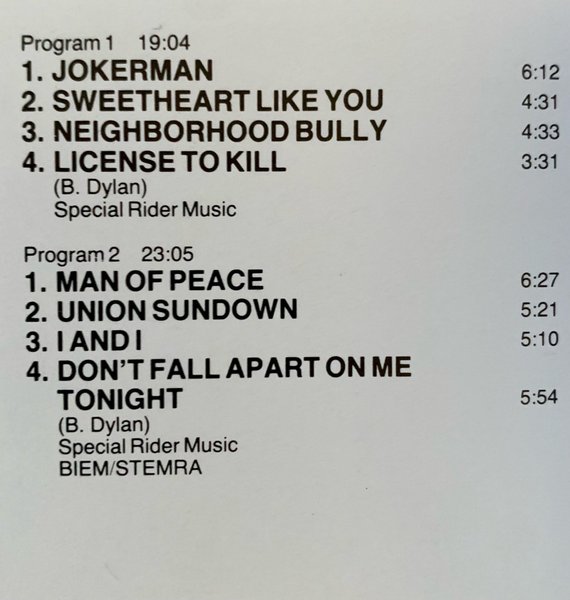 Program 1 19:04
1. JOKERMAN 6:12
2. SWEETHEART LIKE YOU 4:31
3. NEIGHBORHOOD BULLY 4:33
4. LICENSE TO KILL 3:31
(B. Dylan)
Special Rider Music
Program 2 23:05
1. MAN OF PEACE 6:27
2. UNION SUNDOWN 5:21
3. I AND I 5:10
4. DON'T FALL APART ON ME
TONIGHT 5:54
(B. Dylan)
Special Rider Music
BIEM/STEMRA